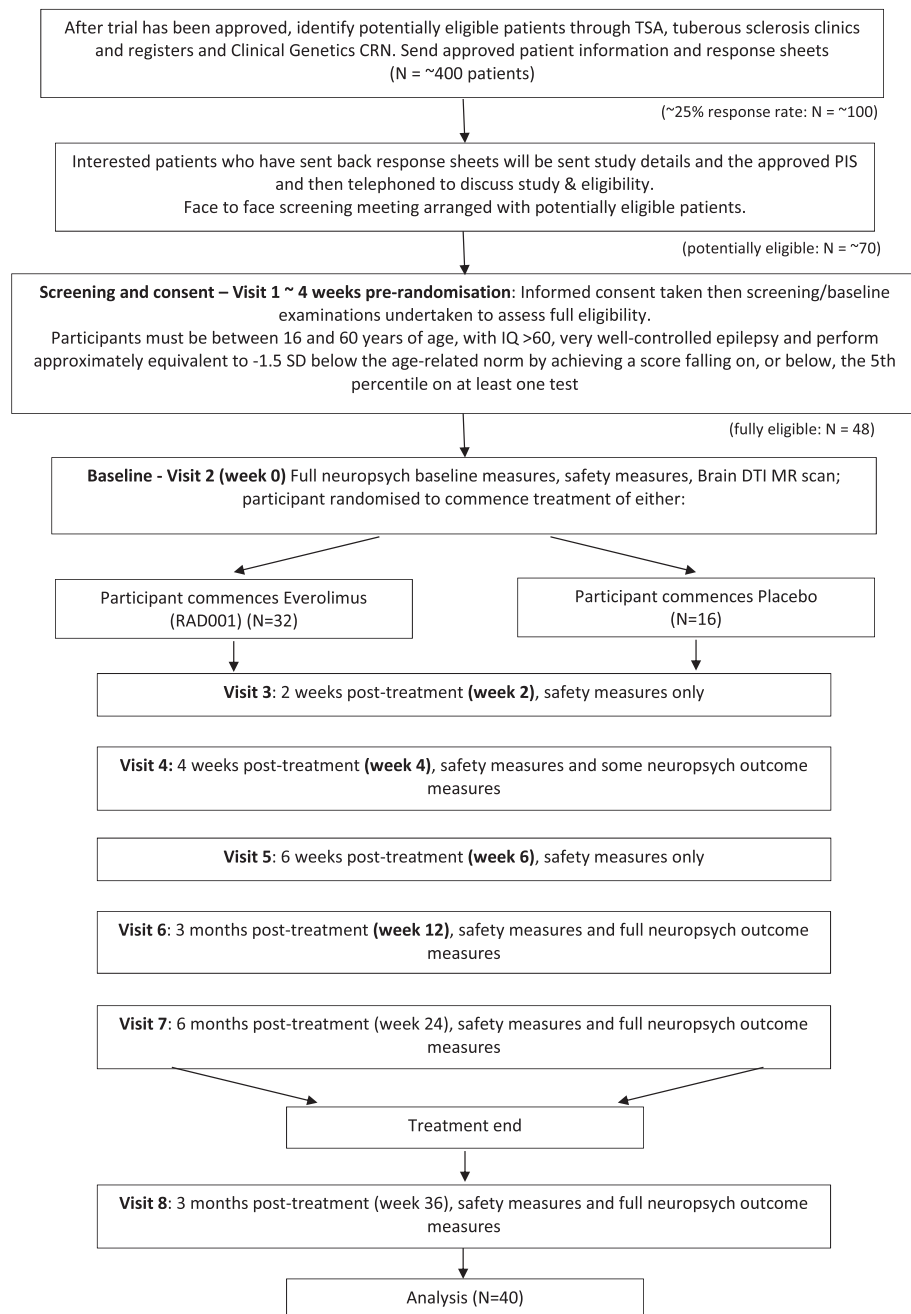 After trial has been approved, identify potentially eligible patients through TSA, tuberous sclerosis clinics
and registers and Clinical Genetics CRN. Send approved patient information and response sheets
(N = ~400 patients)
(~25% response rate: N = ~100)
Interested patients who have sent back response sheets will be sent study details and the approved PIS
and then telephoned to discuss study & eligibility.
Face to face screening meeting arranged with potentially eligible patients.
(potentially eligible: N = ~70)
Screening and consent – Visit 1 ~ 4 weeks pre-randomisation: Informed consent taken then screening/baseline
examinations undertaken to assess full eligibility.
Participants must be between 16 and 60 years of age, with IQ >60, very well-controlled epilepsy and perform
approximately equivalent to -1.5 SD below the age-related norm by achieving a score falling on, or below, the 5th
percentile on at least one test
(fully eligible: N = 48)
Baseline - Visit 2 (week 0) Full neuropsych baseline measures, safety measures, Brain DTI MR scan;
participant randomised to commence treatment of either:
Participant commences Everolimus
(RAD001) (N=32)
Participant commences Placebo
(N=16)
Visit 3: 2 weeks post-treatment (week 2), safety measures only
Visit 4: 4 weeks post-treatment (week 4), safety measures and some neuropsych outcome
measures
Visit 5: 6 weeks post-treatment (week 6), safety measures only
Visit 6: 3 months post-treatment (week 12), safety measures and full neuropsych outcome
measures
Visit 7: 6 months post-treatment (week 24), safety measures and full neuropsych outcome
measures
Treatment end
Visit 8: 3 months post-treatment (week 36), safety measures and full neuropsych outcome
measures
Analysis (N=40)